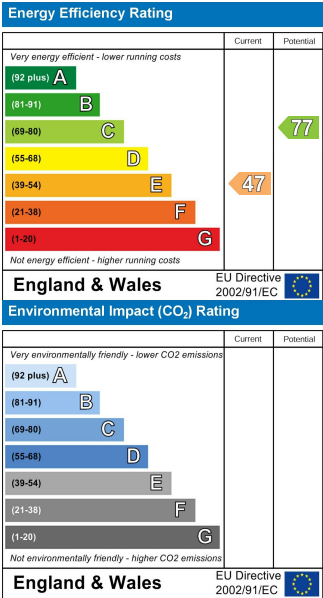 Energy Efficiency Rating
Current Potential
Very energy efficient - lower running costs
(92 plus) A
(81-91) B
(69-80) C
77
(55-68) D
(39-54) E
47
(21-38) F
(1-20) G
Not energy efficient - higher running costs
England & Wales
EU Directive
2002/91/EC
Environmental Impact (CO₂) Rating
Current Potential
Very environmentally friendly - lower CO2 emissions
(92 plus) A
(81-91) B
(69-80) C
(55-68) D
(39-54) E
(21-38) F
(1-20) G
Not environmentally friendly - higher CO2 emissions
England & Wales
EU Directive
2002/91/EC